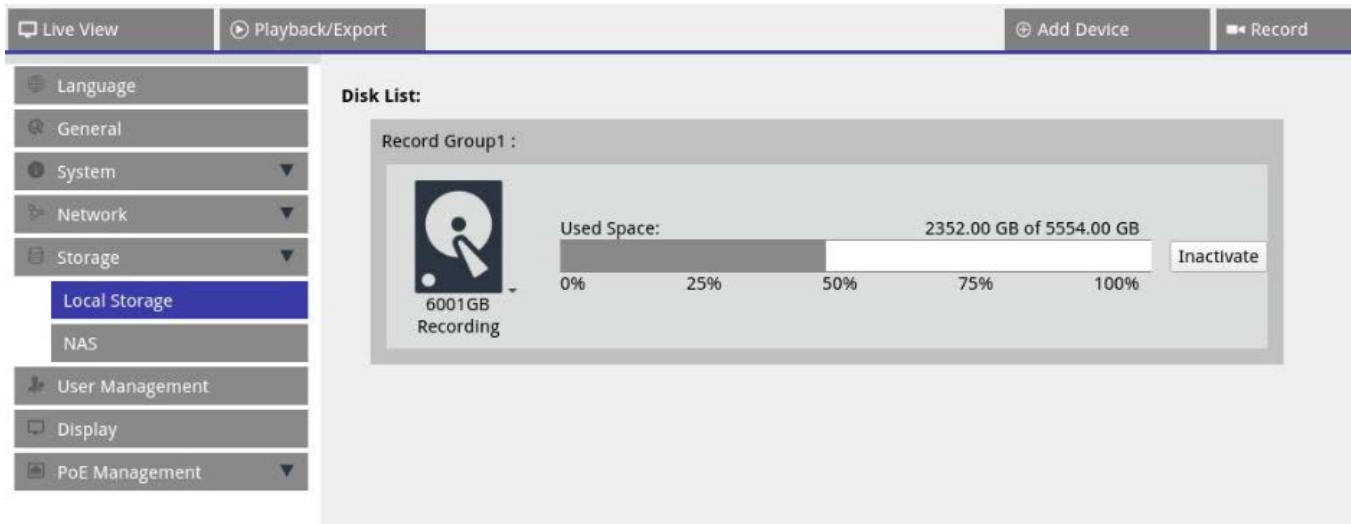 Live View
Playback/Export
Add Device
Record
Language
General
System
Network
Storage
Local Storage
NAS
User Management
Display
PoE Management
Disk List:
Record Group1 :
6001GB
Recording
Used Space:
2352.00 GB of 5554.00 GB
0% 25% 50% 75% 100%
Inactivate